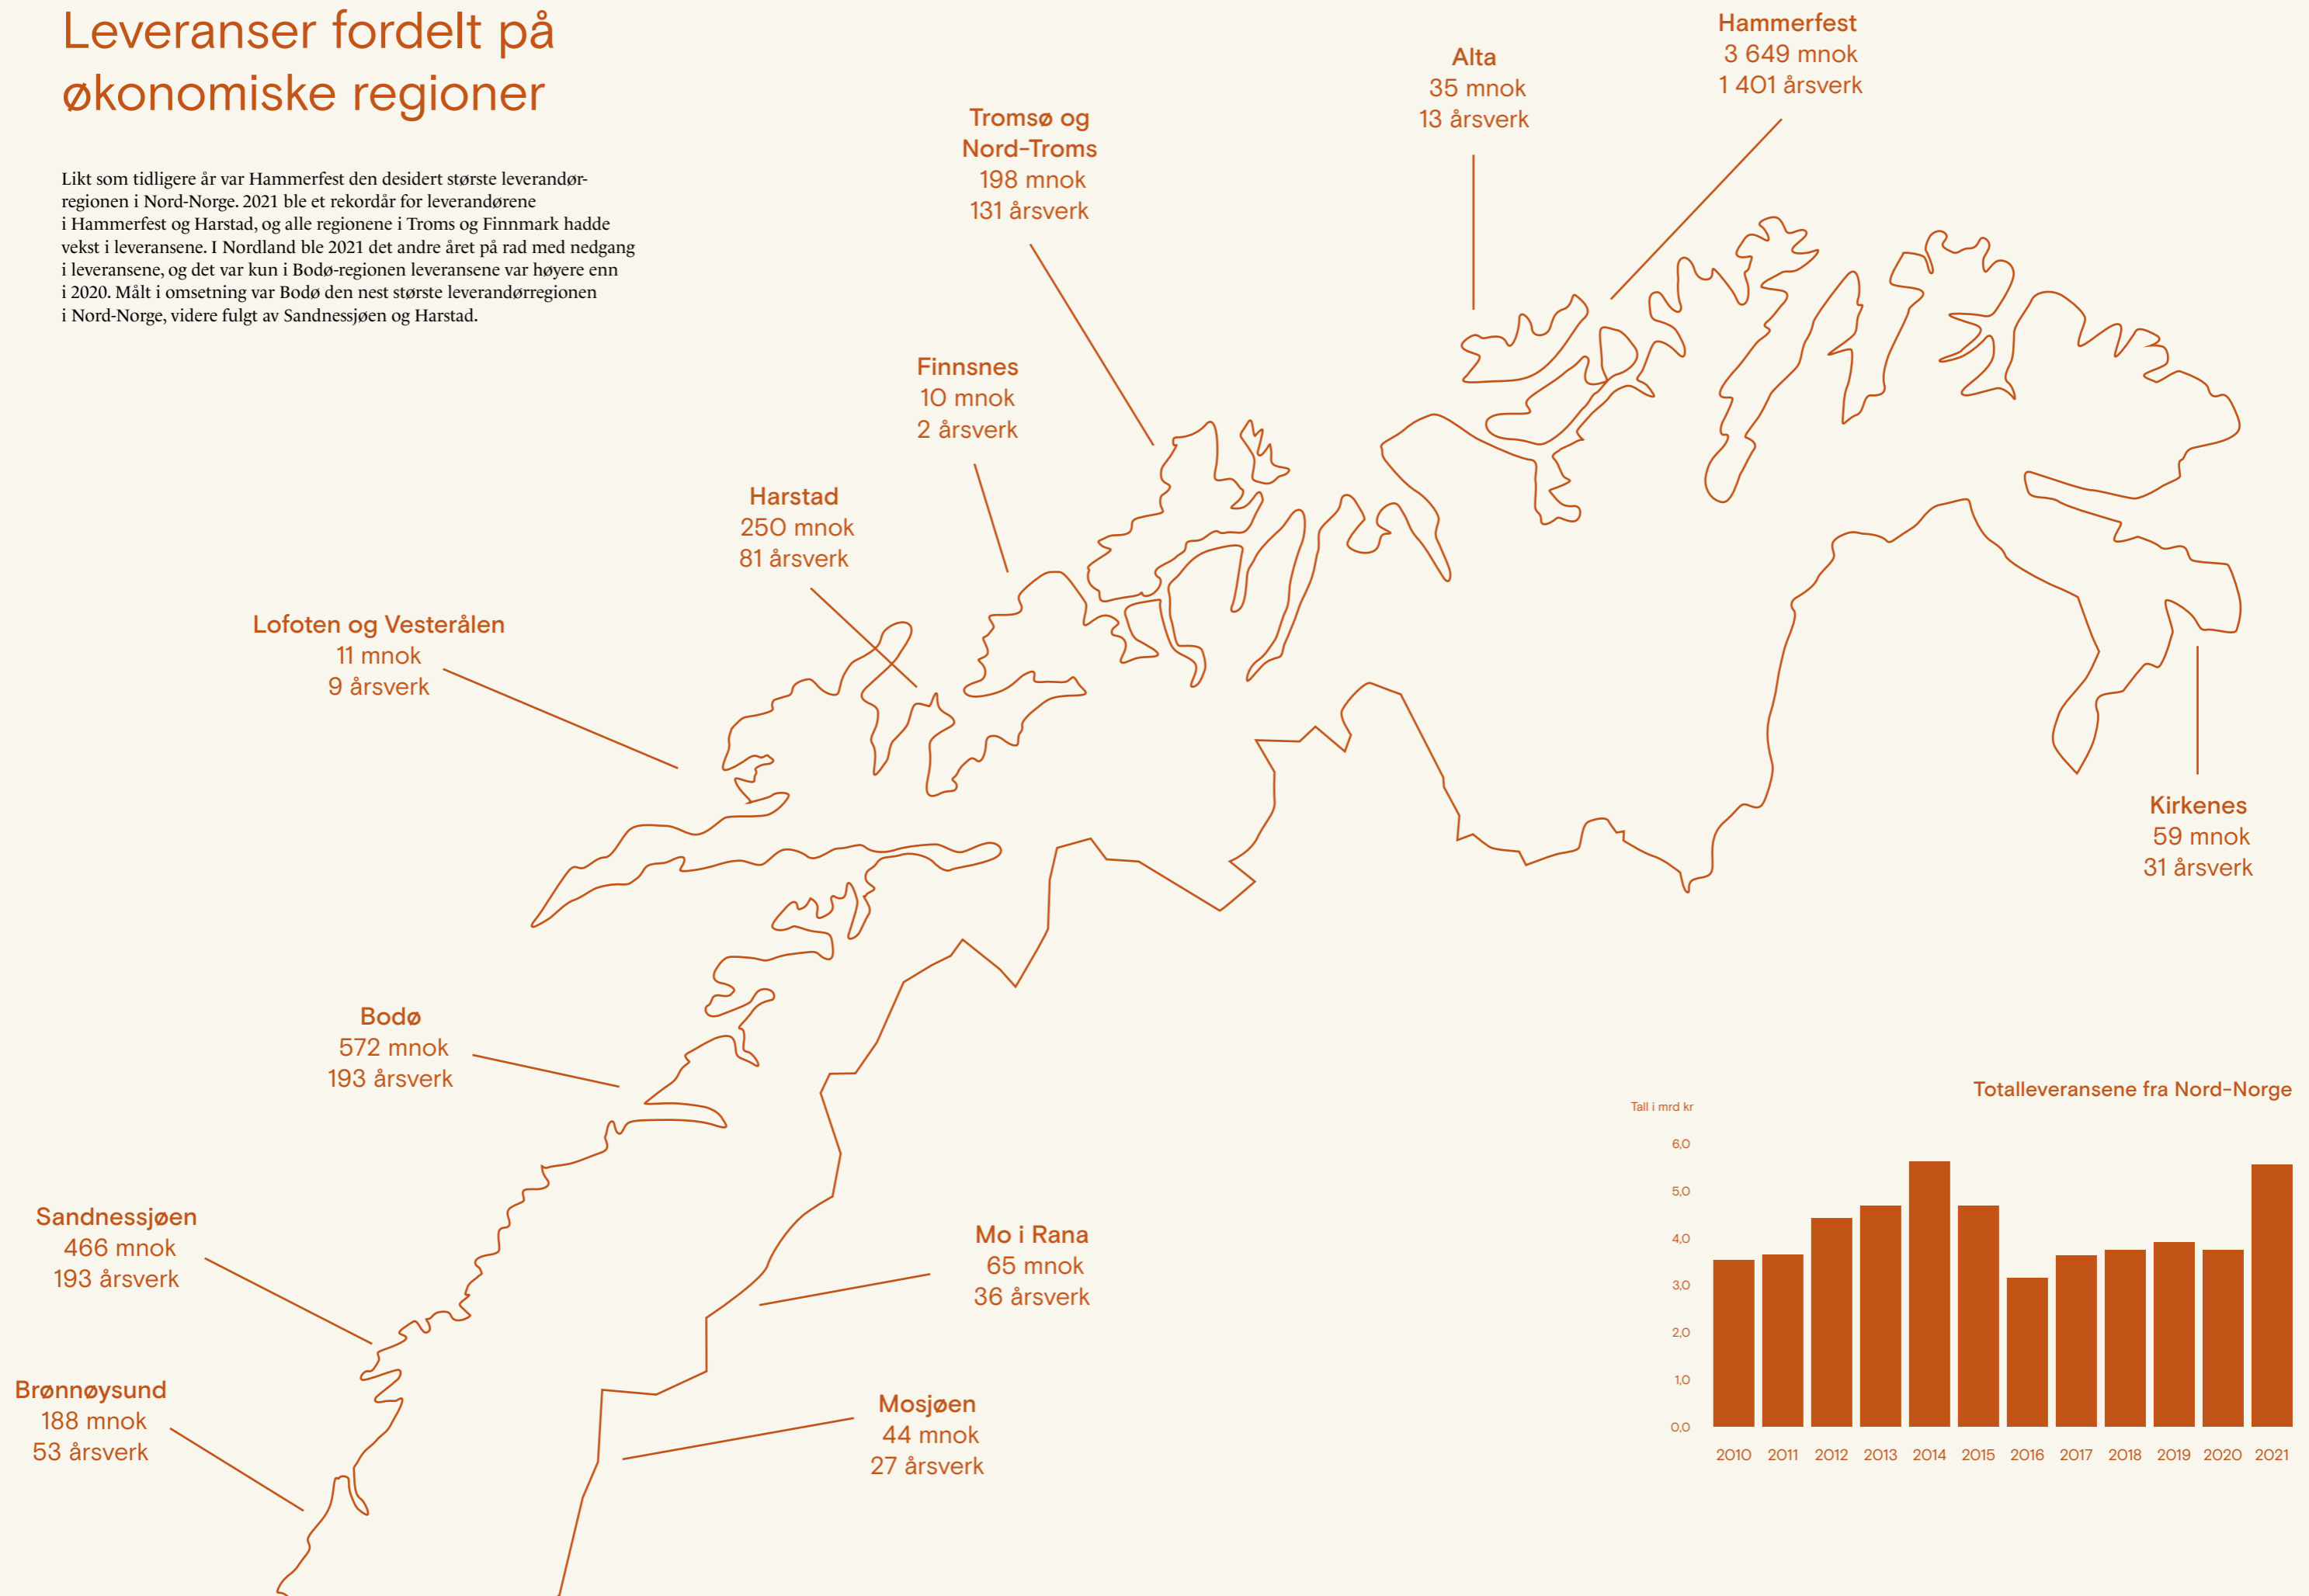 Leveranser fordelt på
økonomiske regioner
Likt som tidligere år var Hammerfest den desidert største leverandør-
regionen i Nord-Norge. 2021 ble et rekordår for leverandørene
i Hammerfest og Harstad, og alle regionene i Troms og Finnmark hadde
vekst i leveransene. I Nordland ble 2021 det andre året på rad med nedgang
i leveransene, og det var kun i Bodø-regionen leveransene var høyere enn
i 2020. Målt i omsetning var Bodø den nest største leverandørregionen
i Nord-Norge, videre fulgt av Sandnessjøen og Harstad.
Hammerfest
3 649 mnok
1 401 årsverk
Alta
35 mnok
13 årsverk
Tromsø og
Nord-Troms
198 mnok
131 årsverk
Finnsnes
10 mnok
2 årsverk
Harstad
250 mnok
81 årsverk
Lofoten og Vesterålen
11 mnok
9 årsverk
Kirkenes
59 mnok
31 årsverk
Bodø
572 mnok
193 årsverk
Sandnessjøen
466 mnok
193 årsverk
Mo i Rana
65 mnok
36 årsverk
Brønnøysund
188 mnok
53 årsverk
Mosjøen
44 mnok
27 årsverk
Totalleveransene fra Nord-Norge
Tall i mrd kr
6,0
5,0
4,0
3,0
2,0
1,0
0,0
2010 2011 2012 2013 2014 2015 2016 2017 2018 2019 2020 2021